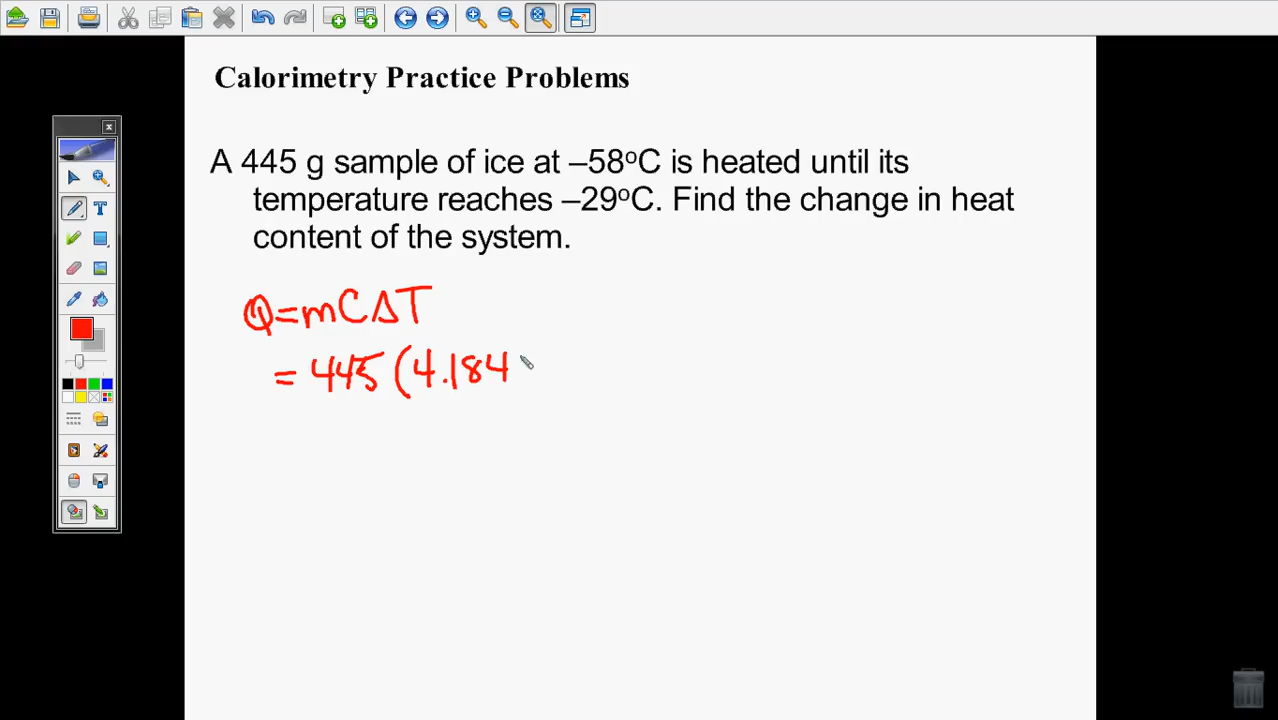 Calorimetry Practice Problems
A 445 g sample of ice at –58ºC is heated until its
temperature reaches –29ºC. Find the change in heat
content of the system.
Q=mCΔT
= 445 (4.184